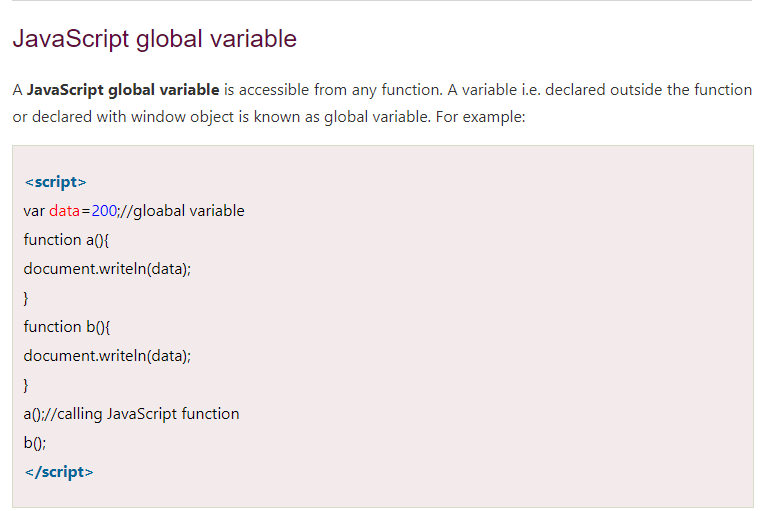 JavaScript global variable
A JavaScript global variable is accessible from any function. A variable i.e. declared outside the function
or declared with window object is known as global variable. For example:
<script>
var data=200;//gloabal variable
function a(){
document.writeln(data);
}
function b(){
document.writeln(data);
}
a();//calling JavaScript function
b();
</script>